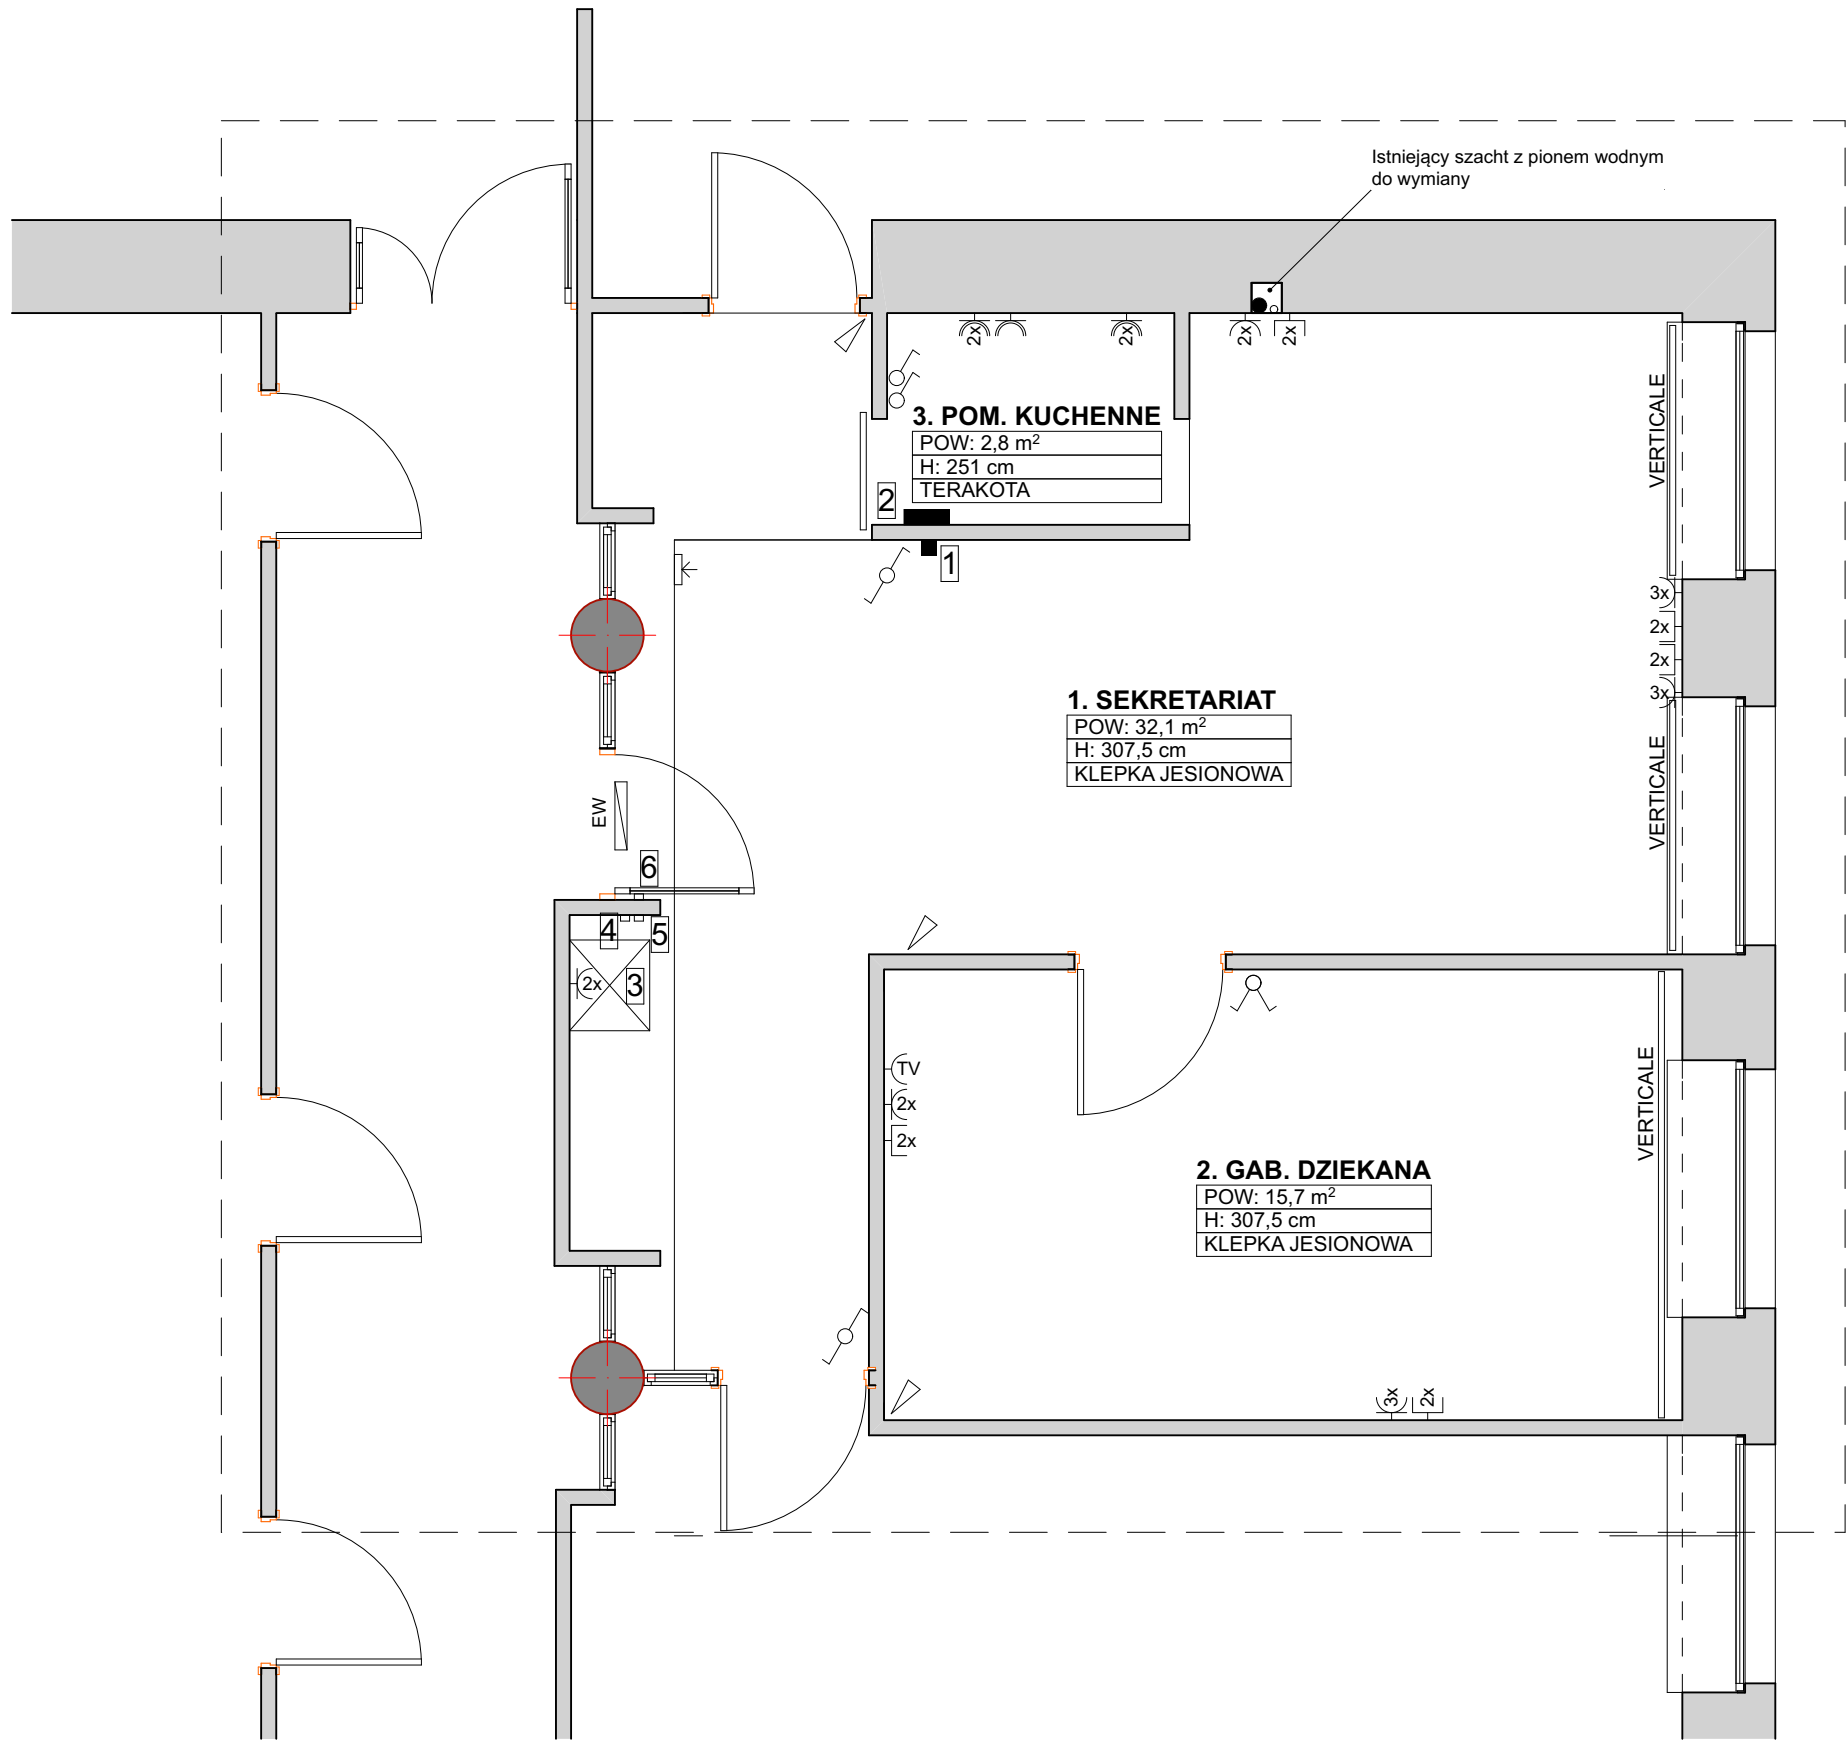 Istniejący szacht z pionem wodnym
do wymiany
2x
2x
2x
2x
3. POM. KUCHENNE
POW: 2,8 m²
H: 251 cm
TERAKOTA
2
1
VERTICALE
3x
2x
2x
3x
1. SEKRETARIAT
POW: 32,1 m²
H: 307,5 cm
KLEPKA JESIONOWA
VERTICALE
EW
6
4
5
2x
3
TV
2x
2x
VERTICALE
2. GAB. DZIEKANA
POW: 15,7 m²
H: 307,5 cm
KLEPKA JESIONOWA
3x
2x